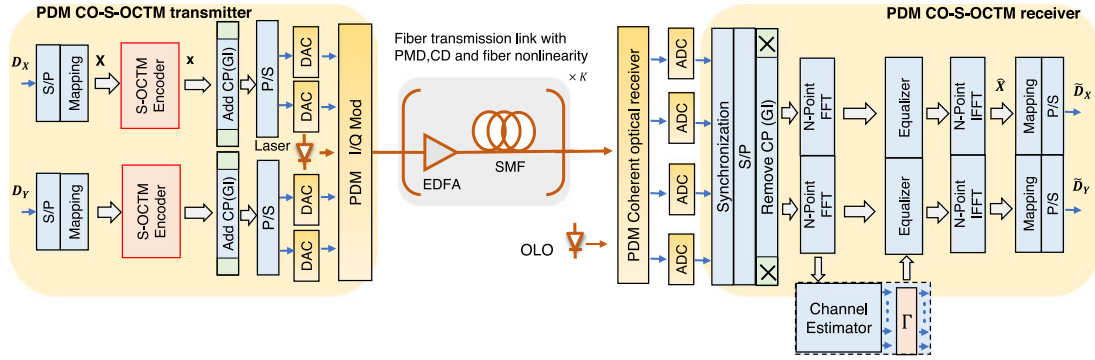 PDM CO-S-OCTM transmitter
D_X
S/P
Mapping
X
S-OCTM
Encoder
x
Add CP(GI)
P/S
DAC
DAC
Laser
D_Y
S/P
Mapping
S-OCTM
Encoder
Add CP(GI)
P/S
DAC
DAC
PDM I/Q Mod
Fiber transmission link with
PMD,CD and fiber nonlinearity
× K
EDFA
SMF
OLO
PDM CO-S-OCTM receiver
PDM Coherent optical receiver
ADC
ADC
ADC
ADC
Synchronization
S/P
Remove CP (GI)
N-Point
FFT
Equalizer
N-Point
IFFT
X̂
Mapping
P/S
D̃_X
N-Point
FFT
Equalizer
N-Point
IFFT
Mapping
P/S
D̃_Y
Channel
Estimator
Γ